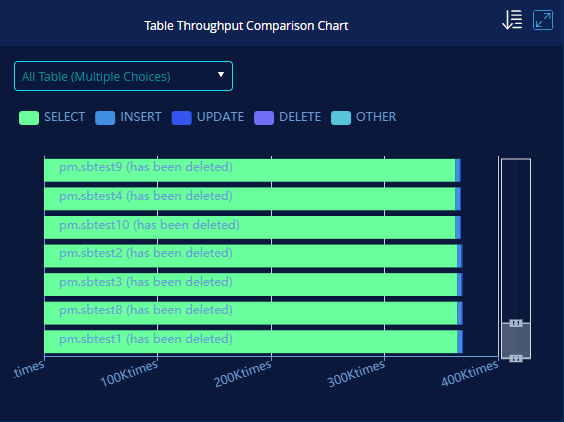 Table Throughput Comparison Chart
All Table (Multiple Choices)
SELECT INSERT UPDATE DELETE OTHER
pm.sbtest9 (has been deleted)
pm.sbtest4 (has been deleted)
pm.sbtest10 (has been deleted)
pm.sbtest2 (has been deleted)
pm.sbtest3 (has been deleted)
pm.sbtest8 (has been deleted)
pm.sbtest1 (has been deleted)
.times 100Ktimes 200Ktimes 300Ktimes 400Ktimes